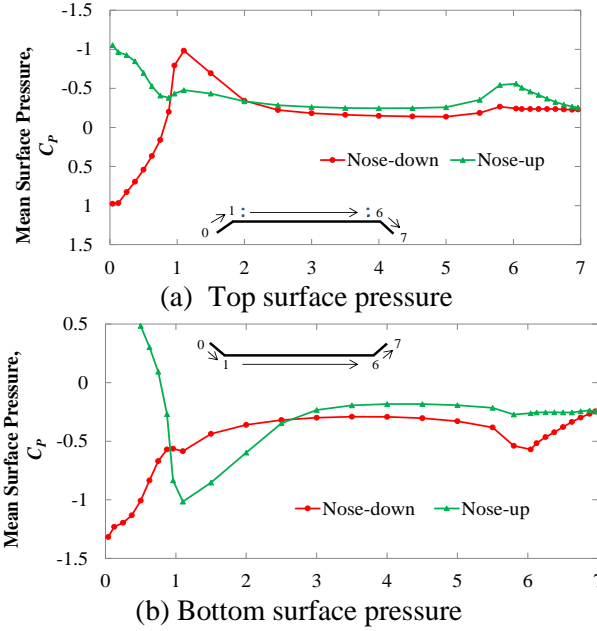 Mean Surface Pressure,
C_P
-1.5
-1
-0.5
0
0.5
1
1.5
Nose-down
Nose-up
0
1
6
7
0 1 2 3 4 5 6 7
(a) Top surface pressure
Mean Surface Pressure,
C_P
0.5
0
-0.5
-1
-1.5
0
1
6
7
Nose-down
Nose-up
0 1 2 3 4 5 6 7
(b) Bottom surface pressure